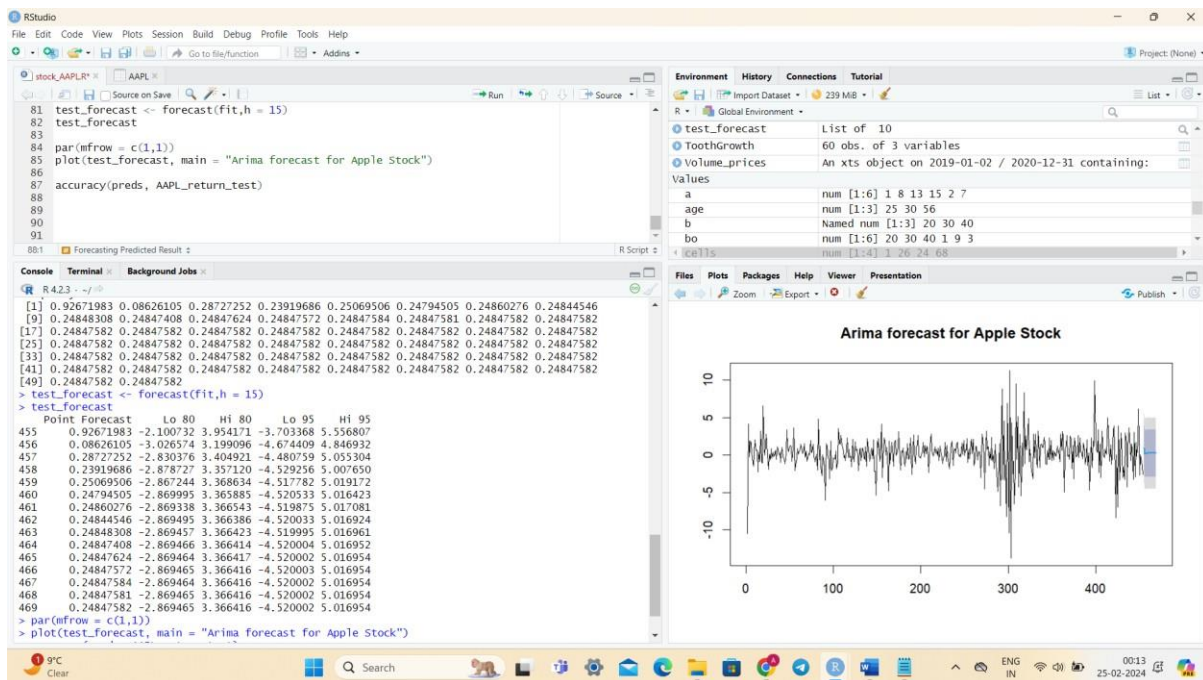 RStudio
File Edit Code View Plots Session Build Debug Profile Tools Help
Go to file/function Addins
Project: (None)
stock_AAPL.R* AAPL
Source on Save Run Source
81 test_forecast <- forecast(fit,h = 15)
82 test_forecast
83
84 par(mfrow = c(1,1))
85 plot(test_forecast, main = "Arima forecast for Apple Stock")
86
87 accuracy(preds, AAPL_return_test)
88
89
90
91
88:1 Forecasting Predicted Result R Script
Console Terminal Background Jobs
R 4.2.3 · ~/
[1] 0.92671983 0.08626105 0.28727252 0.23919686 0.25069506 0.24794505 0.24860276 0.24844546
[9] 0.24848308 0.24847408 0.24847624 0.24847572 0.24847584 0.24847581 0.24847582 0.24847582
[17] 0.24847582 0.24847582 0.24847582 0.24847582 0.24847582 0.24847582 0.24847582 0.24847582
[25] 0.24847582 0.24847582 0.24847582 0.24847582 0.24847582 0.24847582 0.24847582 0.24847582
[33] 0.24847582 0.24847582 0.24847582 0.24847582 0.24847582 0.24847582 0.24847582 0.24847582
[41] 0.24847582 0.24847582 0.24847582 0.24847582 0.24847582 0.24847582 0.24847582 0.24847582
[49] 0.24847582 0.24847582
> test_forecast <- forecast(fit,h = 15)
> test_forecast
Point Forecast Lo 80 Hi 80 Lo 95 Hi 95
455 0.92671983 -2.100732 3.954171 -3.703368 5.556807
456 0.08626105 -3.026574 3.199096 -4.674409 4.846932
457 0.28727252 -2.830376 3.404921 -4.480759 5.055304
458 0.23919686 -2.878727 3.357120 -4.529256 5.007650
459 0.25069506 -2.867244 3.368634 -4.517782 5.019172
460 0.24794505 -2.869995 3.365885 -4.520533 5.016423
461 0.24860276 -2.869338 3.366543 -4.519875 5.017081
462 0.24844546 -2.869495 3.366386 -4.520033 5.016924
463 0.24848308 -2.869457 3.366423 -4.519995 5.016961
464 0.24847408 -2.869466 3.366414 -4.520004 5.016952
465 0.24847624 -2.869464 3.366417 -4.520002 5.016954
466 0.24847572 -2.869465 3.366416 -4.520003 5.016954
467 0.24847584 -2.869464 3.366416 -4.520002 5.016954
468 0.24847581 -2.869465 3.366416 -4.520002 5.016954
469 0.24847582 -2.869465 3.366416 -4.520002 5.016954
> par(mfrow = c(1,1))
> plot(test_forecast, main = "Arima forecast for Apple Stock")
Environment History Connections Tutorial
Import Dataset 239 MiB List
R Global Environment
test_forecast List of 10
ToothGrowth 60 obs. of 3 variables
Volume_prices An xts object on 2019-01-02 / 2020-12-31 containing:
Values
a num [1:6] 1 8 13 15 2 7
age num [1:3] 25 30 56
b Named num [1:3] 20 30 40
bo num [1:6] 20 30 40 1 9 3
cells num [1:4] 1 26 24 68
Files Plots Packages Help Viewer Presentation
Zoom Export Publish
Arima forecast for Apple Stock
10
5
0
-5
-10
0 100 200 300 400
1 9°C
Clear
Search
ENG
IN
00:13
25-02-2024